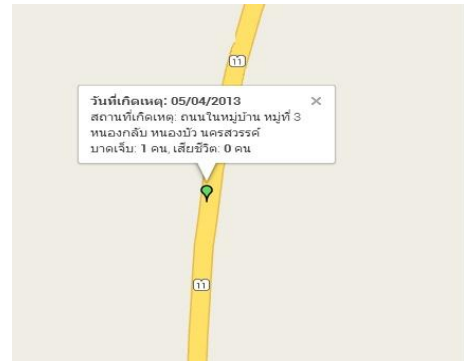 11
วันที่เกิดเหตุ: 05/04/2013
สถานที่เกิดเหตุ: ถนนในหมู่บ้าน หมู่ที่ 3
หนองกลับ หนองบัว นครสวรรค์
บาดเจ็บ: 1 คน, เสียชีวิต: 0 คน
11